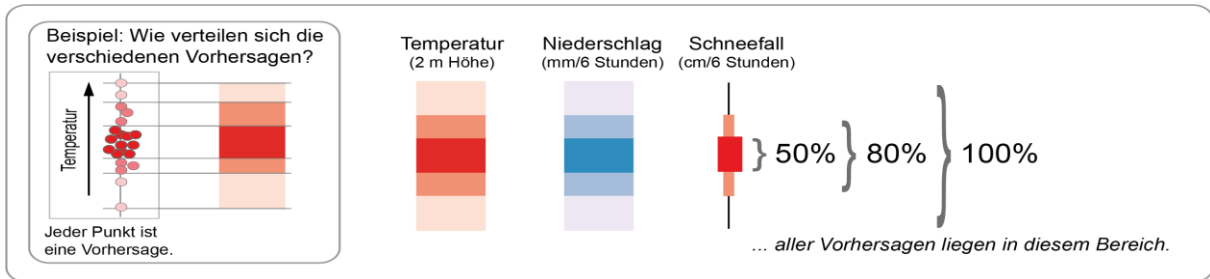 Beispiel: Wie verteilen sich die
verschiedenen Vorhersagen?
Temperatur
Jeder Punkt ist
eine Vorhersage.
Temperatur
(2 m Höhe)
Niederschlag
(mm/6 Stunden)
Schneefall
(cm/6 Stunden)
50%
80%
100%
... aller Vorhersagen liegen in diesem Bereich.